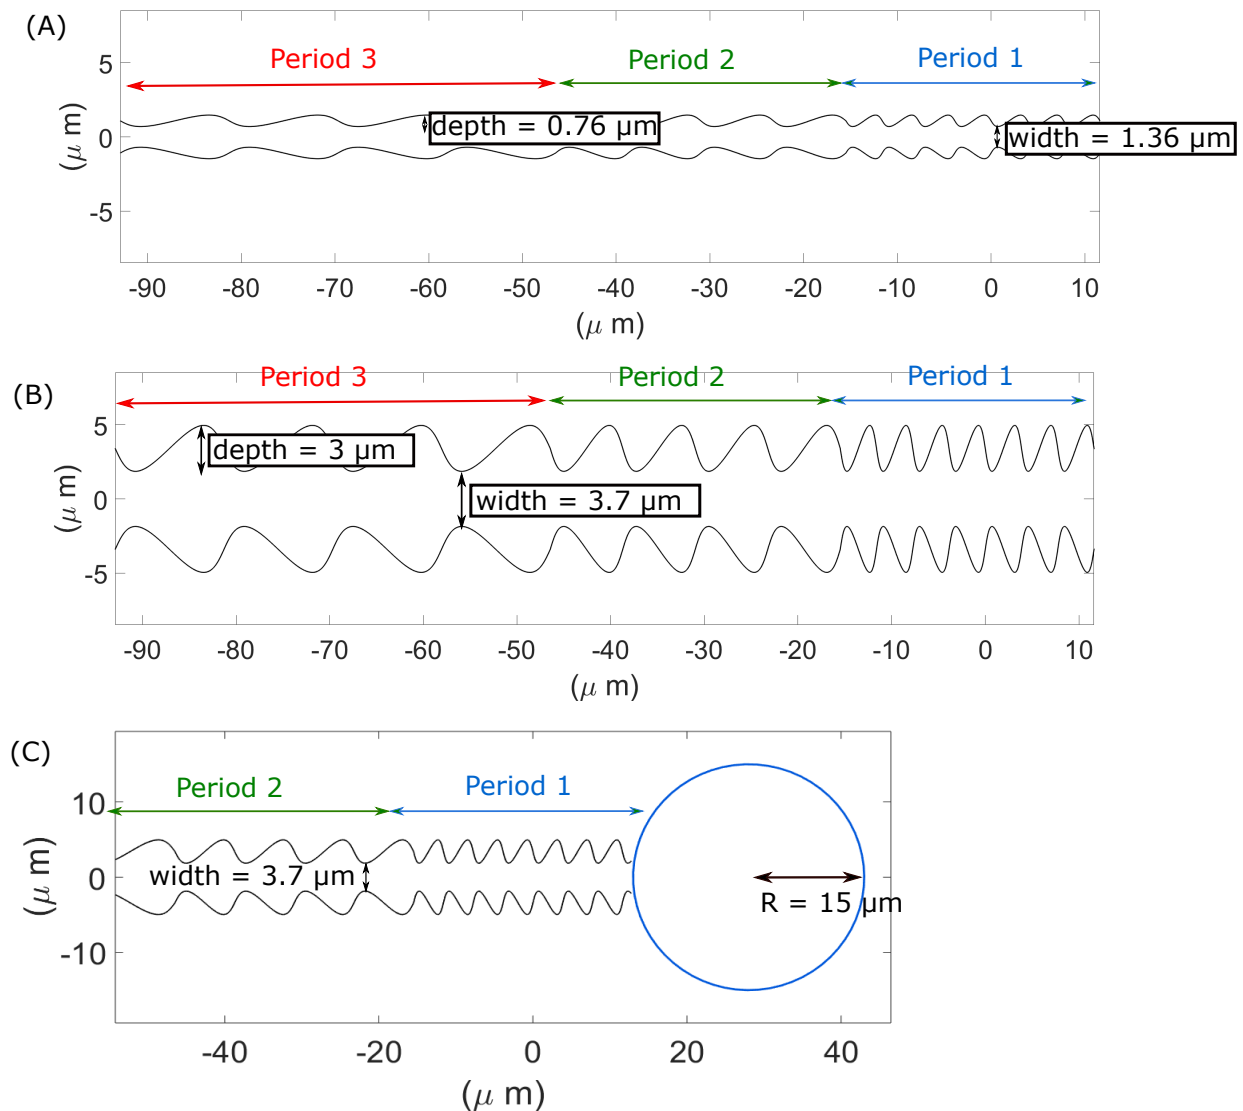 (A)
Period 3
Period 2
Period 1
5
0
-5
(μ m)
depth = 0.76 μm
width = 1.36 μm
-90 -80 -70 -60 -50 -40 -30 -20 -10 0 10
(μ m)
(B)
Period 3
Period 2
Period 1
5
0
-5
(μ m)
depth = 3 μm
width = 3.7 μm
-90 -80 -70 -60 -50 -40 -30 -20 -10 0 10
(μ m)
(C)
Period 2
Period 1
10
0
-10
(μ m)
width = 3.7 μm
R = 15 μm
-40 -20 0 20 40
(μ m)